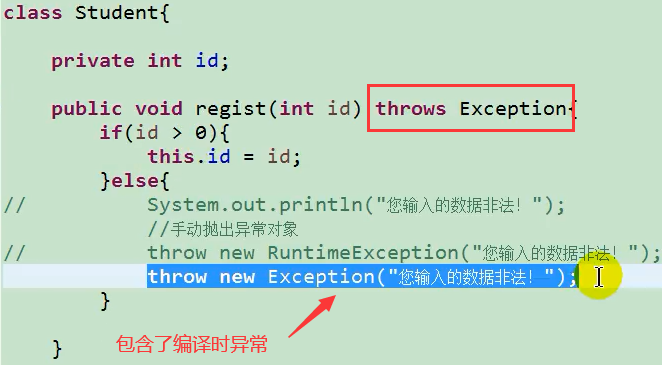 class Student{
private int id;
public void regist(int id) throws Exception{
if(id > 0){
this.id = id;
}else{
// System.out.println("您输入的数据非法！");
//手动抛出异常对象
// throw new RuntimeException("您输入的数据非法！");
throw new Exception("您输入的数据非法！");
}
包含了编译时异常
}